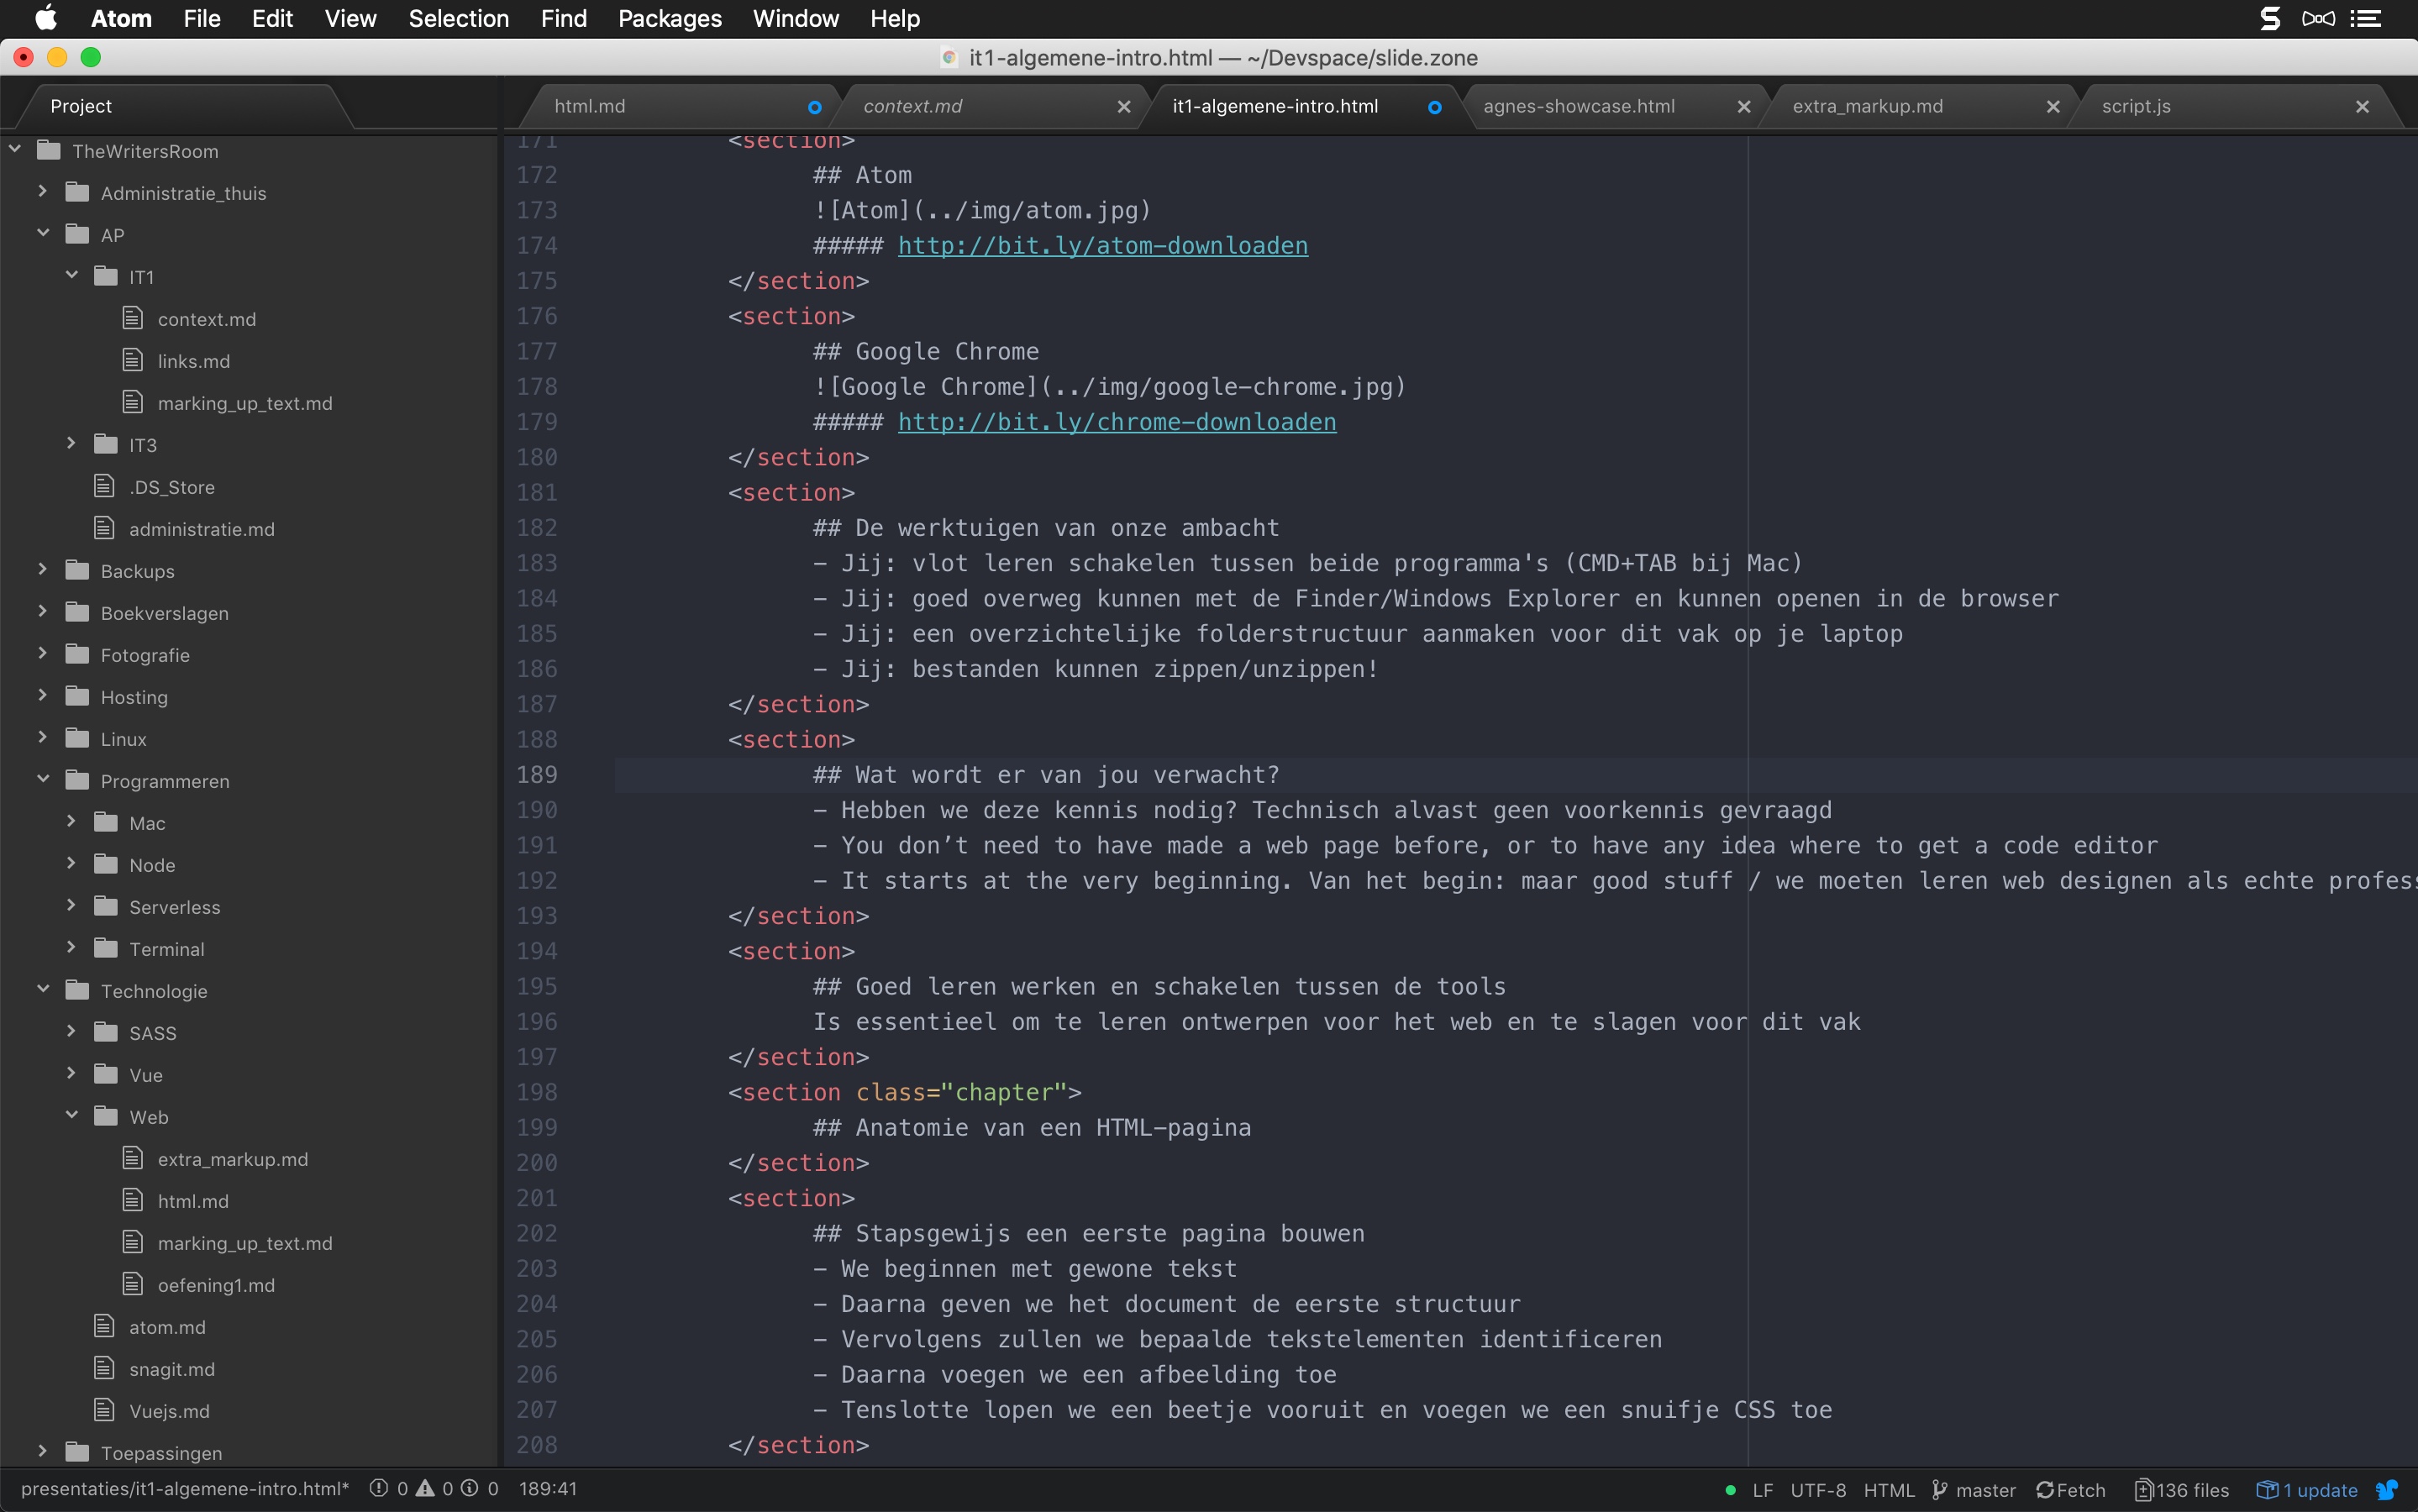 Atom File Edit View Selection Find Packages Window Help
it1-algemene-intro.html — ~/Devspace/slide.zone
Project
html.md
context.md
it1-algemene-intro.html
agnes-showcase.html
extra_markup.md
script.js
TheWritersRoom
Administratie_thuis
AP
IT1
context.md
links.md
marking_up_text.md
IT3
.DS_Store
administratie.md
Backups
Boekverslagen
Fotografie
Hosting
Linux
Programmeren
Mac
Node
Serverless
Terminal
Technologie
SASS
Vue
Web
extra_markup.md
html.md
marking_up_text.md
oefening1.md
atom.md
snagit.md
Vuejs.md
Toepassingen
171 <section>
172 ## Atom
173 ![Atom](../img/atom.jpg)
174 ##### http://bit.ly/atom-downloaden
175 </section>
176 <section>
177 ## Google Chrome
178 ![Google Chrome](../img/google-chrome.jpg)
179 ##### http://bit.ly/chrome-downloaden
180 </section>
181 <section>
182 ## De werktuigen van onze ambacht
183 - Jij: vlot leren schakelen tussen beide programma's (CMD+TAB bij Mac)
184 - Jij: goed overweg kunnen met de Finder/Windows Explorer en kunnen openen in de browser
185 - Jij: een overzichtelijke folderstructuur aanmaken voor dit vak op je laptop
186 - Jij: bestanden kunnen zippen/unzippen!
187 </section>
188 <section>
189 ## Wat wordt er van jou verwacht?
190 - Hebben we deze kennis nodig? Technisch alvast geen voorkennis gevraagd
191 - You don’t need to have made a web page before, or to have any idea where to get a code editor
192 - It starts at the very beginning. Van het begin: maar good stuff / we moeten leren web designen als echte profes
193 </section>
194 <section>
195 ## Goed leren werken en schakelen tussen de tools
196 Is essentieel om te leren ontwerpen voor het web en te slagen voor dit vak
197 </section>
198 <section class="chapter">
199 ## Anatomie van een HTML-pagina
200 </section>
201 <section>
202 ## Stapsgewijs een eerste pagina bouwen
203 - We beginnen met gewone tekst
204 - Daarna geven we het document de eerste structuur
205 - Vervolgens zullen we bepaalde tekstelementen identificeren
206 - Daarna voegen we een afbeelding toe
207 - Tenslotte lopen we een beetje vooruit en voegen we een snuifje CSS toe
208 </section>
presentaties/it1-algemene-intro.html* 0 0 0 189:41 LF UTF-8 HTML master Fetch 136 files 1 update